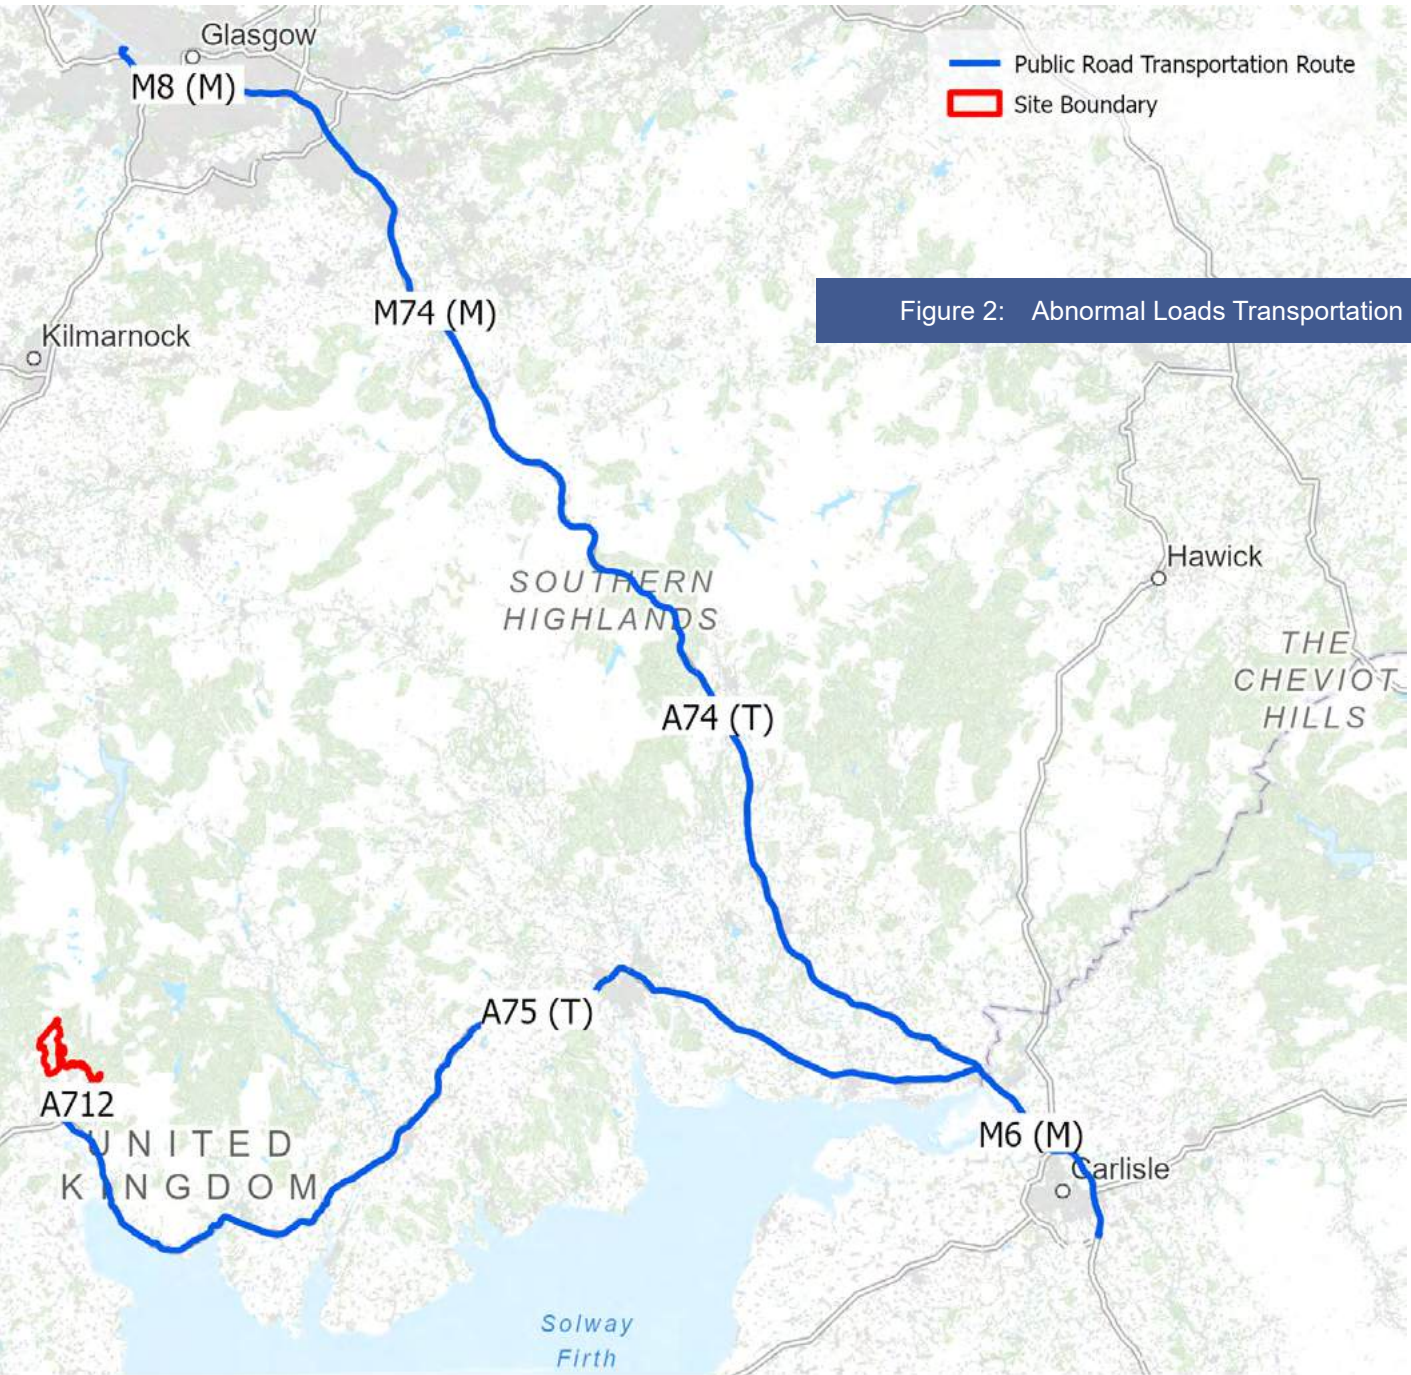 Glasgow
M8 (M)
Public Road Transportation Route
Site Boundary
M74 (M)
Figure 2: Abnormal Loads Transportation
Kilmarnock
Hawick
SOUTHERN
HIGHLANDS
THE
CHEVIOT
HILLS
A74 (T)
A75 (T)
A712
UNITED
KINGDOM
M6 (M)
Carlisle
Solway
Firth